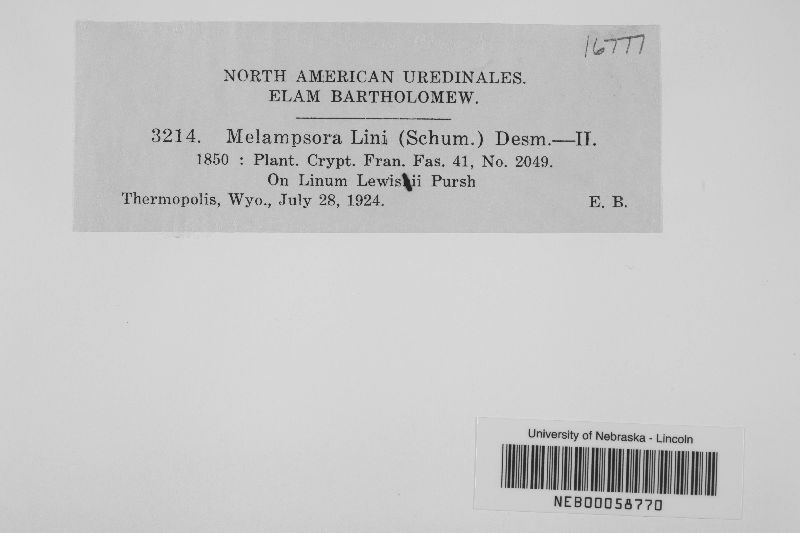 16777
NORTH AMERICAN UREDINALES.
ELAM BARTHOLOMEW.
3214. Melampsora Lini (Schum.) Desm.—II.
1850 : Plant. Crypt. Fran. Fas. 41, No. 2049.
On Linum Lewisii Pursh
Thermopolis, Wyo., July 28, 1924. E. B.
University of Nebraska - Lincoln
NEB00058770